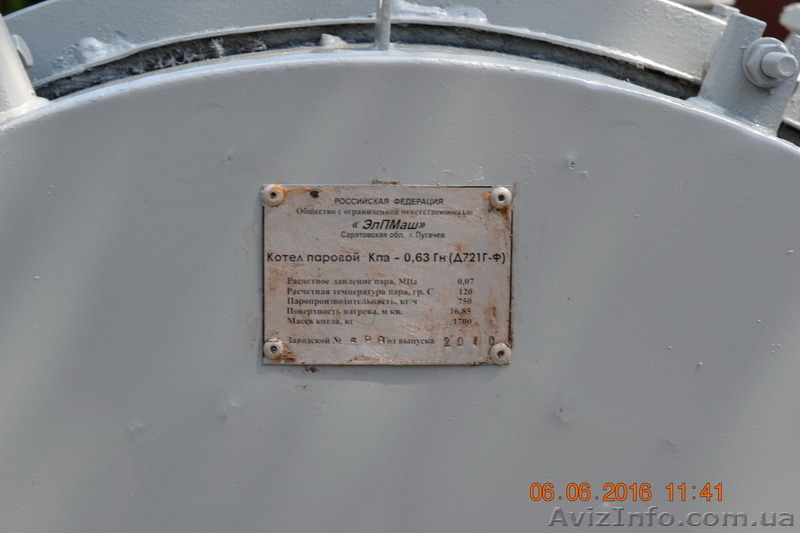 РОССИЙСКАЯ ФЕДЕРАЦИЯ
Общество с ограниченной ответственностью
« ЭлПМаш»
Саратовская обл. г. Пугачев
Котел паровой Кпа – 0,63 Гн (Д721Г-Ф)
Расчетное давление пара, МПа 0,07
Расчетная температура пара, гр. С 120
Паропроизводительность, кг/ч 750
Поверхность нагрева, м кв. 16,85
Масса котла, кг 1700
Заводской № Год выпуска 2010
06.06.2016 11:41
AvizInfo.com.ua